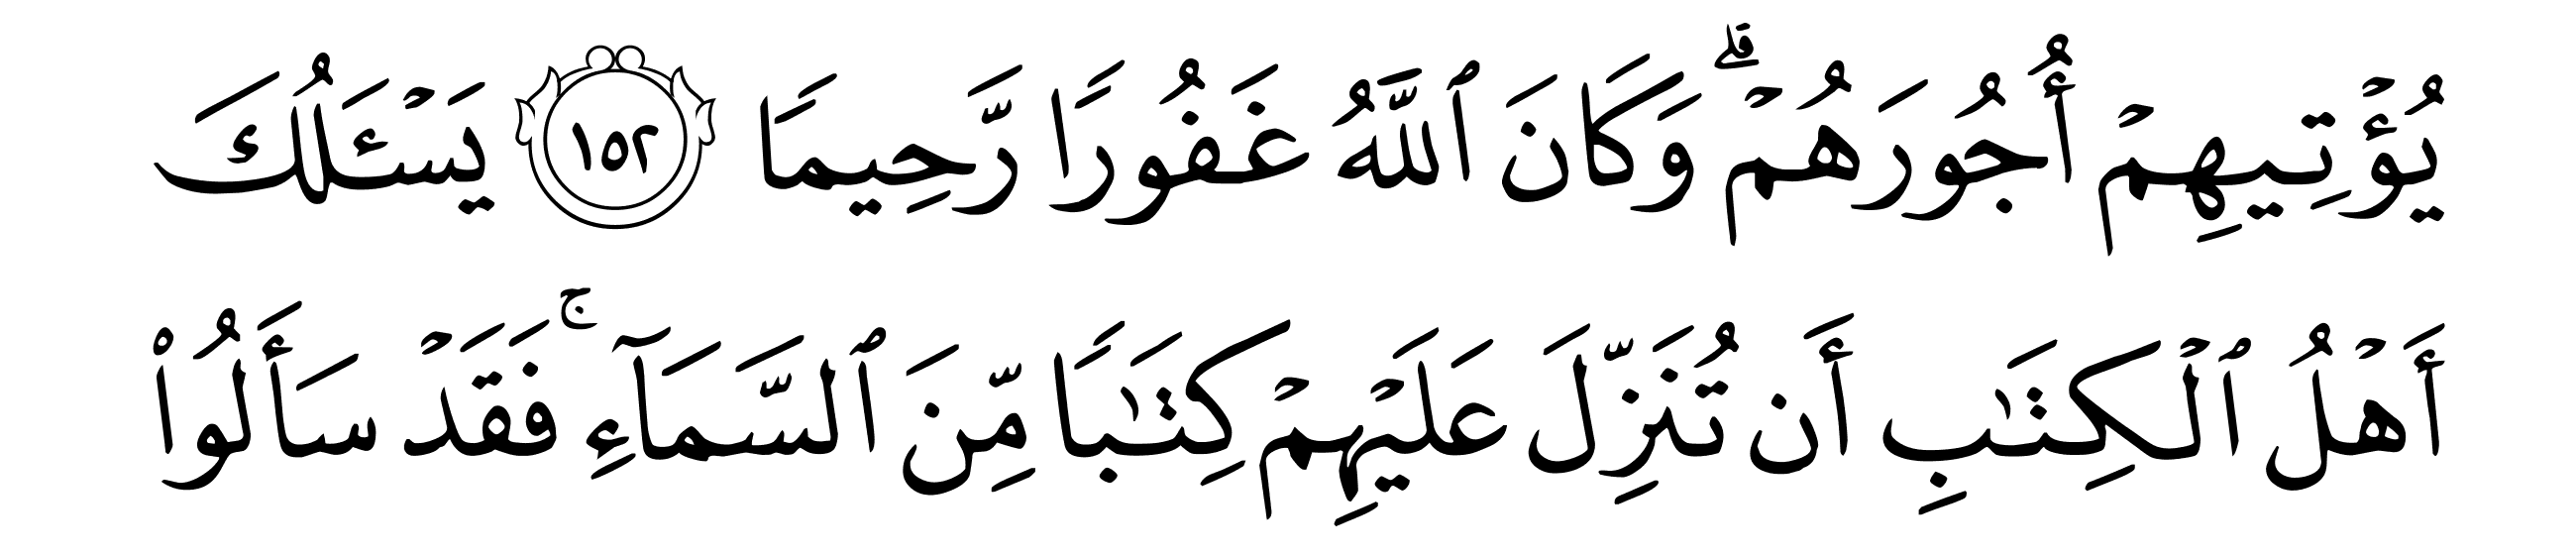 يُؤۡتِيهِمۡ أُجُورَهُمۡۗ وَكَانَ ٱللَّهُ غَفُورٗا رَّحِيمٗا ١٥٢ يَسۡـَٔلُكَ
أَهۡلُ ٱلۡكِتَٰبِ أَن تُنَزِّلَ عَلَيۡهِمۡ كِتَٰبٗا مِّنَ ٱلسَّمَآءِۚ فَقَدۡ سَأَلُواْ